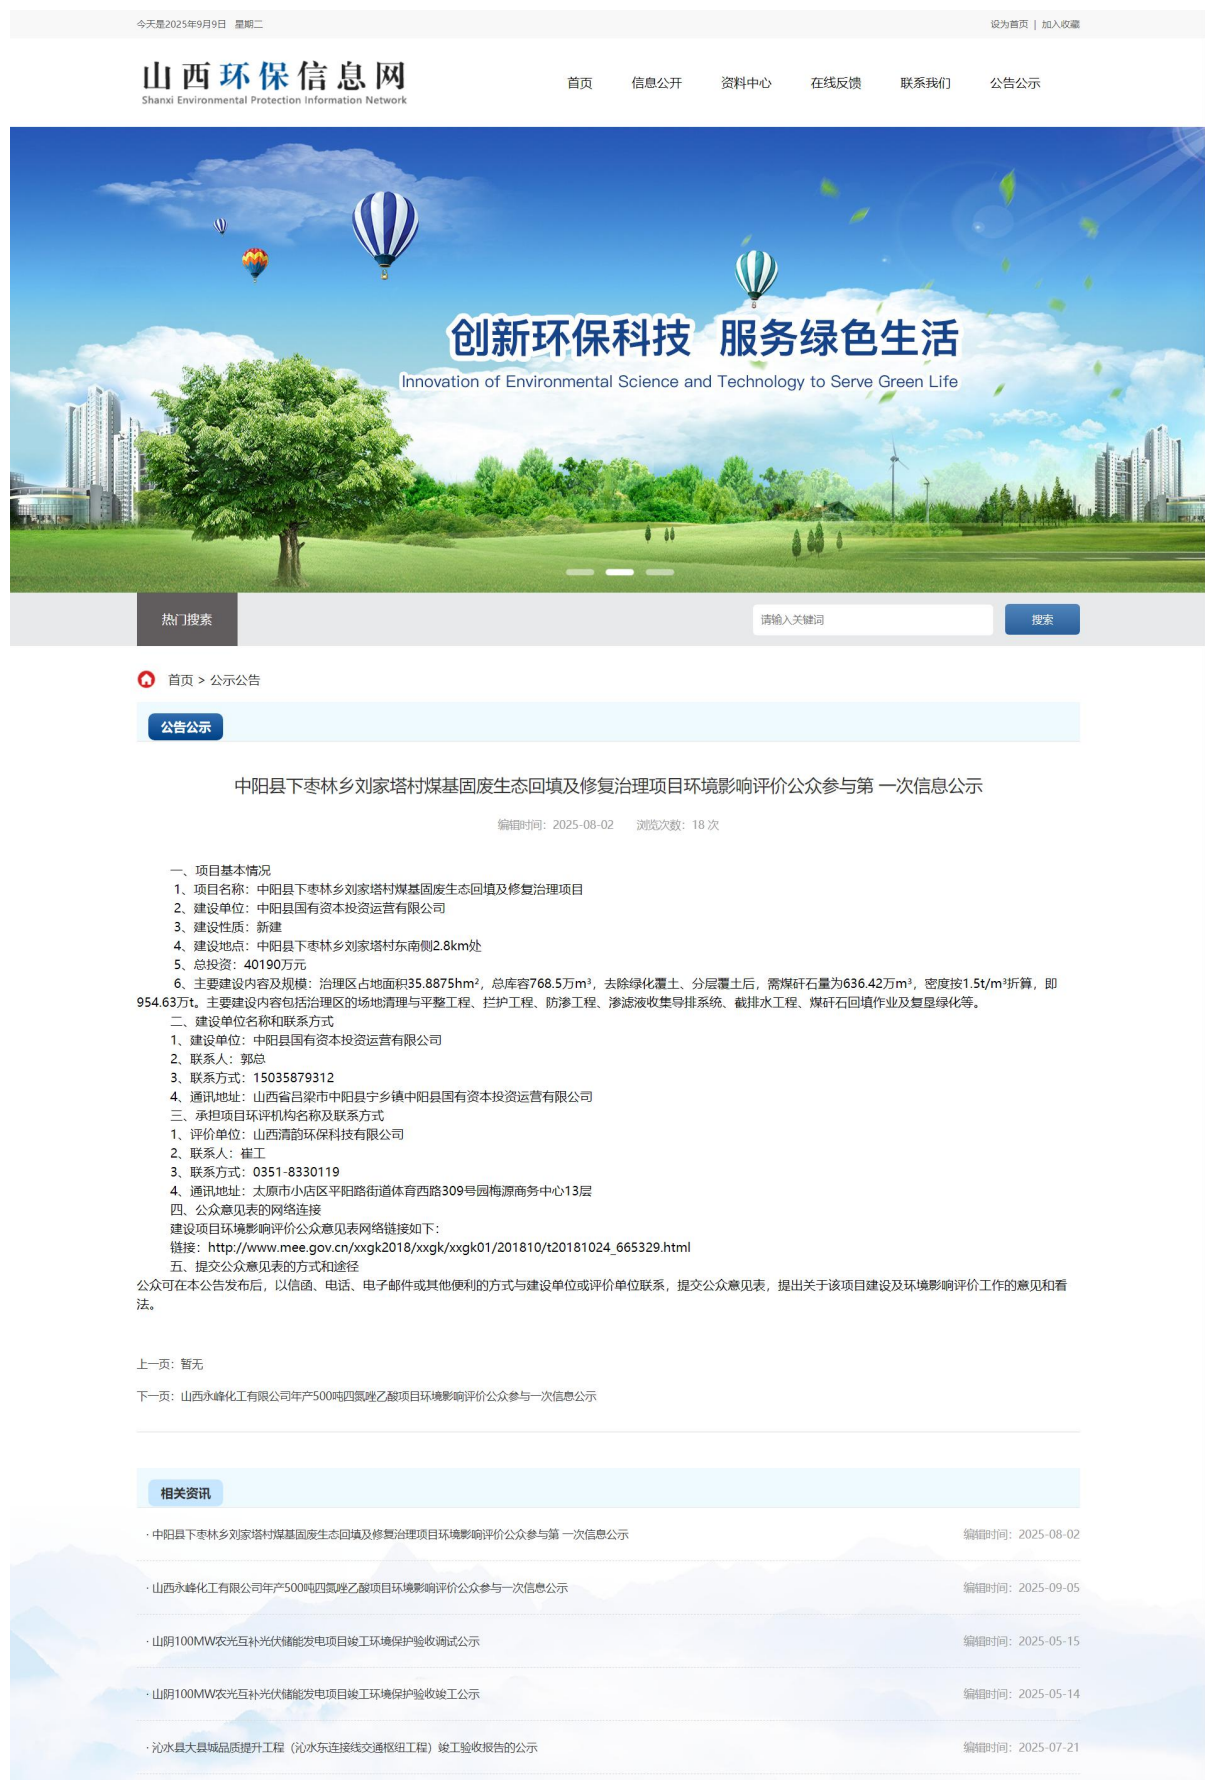 今天是2025年9月9日 星期二
设为首页 | 加入收藏
山西环保信息网
Shanxi Environmental Protection Information Network
首页 信息公开 资料中心 在线反馈 联系我们 公告公示
创新环保科技 服务绿色生活
Innovation of Environmental Science and Technology to Serve Green Life
热门搜素
请输入关键词
搜索
首页 > 公示公告
公告公示
中阳县下枣林乡刘家塔村煤基固废生态回填及修复治理项目环境影响评价公众参与第 一次信息公示
编辑时间：2025-08-02 浏览次数：18 次
一、项目基本情况
1、项目名称：中阳县下枣林乡刘家塔村煤基固废生态回填及修复治理项目
2、建设单位：中阳县国有资本投资运营有限公司
3、建设性质：新建
4、建设地点：中阳县下枣林乡刘家塔村东南侧2.8km处
5、总投资：40190万元
6、主要建设内容及规模：治理区占地面积35.8875hm²，总库容768.5万m³，去除绿化覆土、分层覆土后，需煤矸石量为636.42万m³，密度按1.5t/m³折算，即
954.63万t。主要建设内容包括治理区的场地清理与平整工程、拦护工程、防渗工程、渗滤液收集导排系统、截排水工程、煤矸石回填作业及复垦绿化等。
二、建设单位名称和联系方式
1、建设单位：中阳县国有资本投资运营有限公司
2、联系人：郭总
3、联系方式：15035879312
4、通讯地址：山西省吕梁市中阳县宁乡镇中阳县国有资本投资运营有限公司
三、承担项目环评机构名称及联系方式
1、评价单位：山西清韵环保科技有限公司
2、联系人：崔工
3、联系方式：0351-8330119
4、通讯地址：太原市小店区平阳路街道体育西路309号园梅源商务中心13层
四、公众意见表的网络连接
建设项目环境影响评价公众意见表网络链接如下：
链接：http://www.mee.gov.cn/xxgk2018/xxgk/xxgk01/201810/t20181024_665329.html
五、提交公众意见表的方式和途径
公众可在本公告发布后，以信函、电话、电子邮件或其他便利的方式与建设单位或评价单位联系，提交公众意见表，提出关于该项目建设及环境影响评价工作的意见和看
法。
上一页：暂无
下一页：山西永峰化工有限公司年产500吨四氮唑乙酸项目环境影响评价公众参与一次信息公示
相关资讯
· 中阳县下枣林乡刘家塔村煤基固废生态回填及修复治理项目环境影响评价公众参与第 一次信息公示 编辑时间：2025-08-02
· 山西永峰化工有限公司年产500吨四氮唑乙酸项目环境影响评价公众参与一次信息公示 编辑时间：2025-09-05
· 山阴100MW农光互补光伏储能发电项目竣工环境保护验收调试公示 编辑时间：2025-05-15
· 山阴100MW农光互补光伏储能发电项目竣工环境保护验收竣工公示 编辑时间：2025-05-14
· 沁水县大县城品质提升工程（沁水东连接线交通枢纽工程）竣工验收报告的公示 编辑时间：2025-07-21